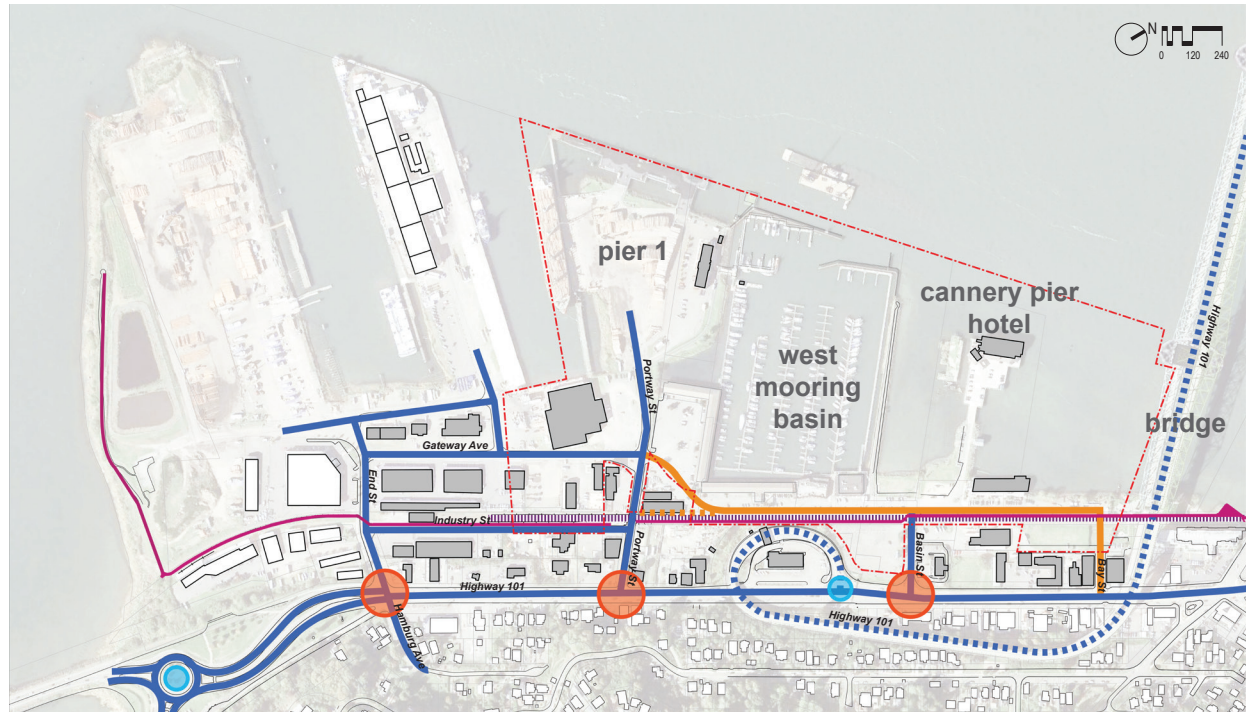 N
0 120 240
pier 1
cannery pier
hotel
west
mooring
basin
bridge
Highway 101
Portway St
Gateway Ave
End St
Industry St
Portway St
Basin St
Bay St
Highway 101
Highway 101
Hamburg Ave